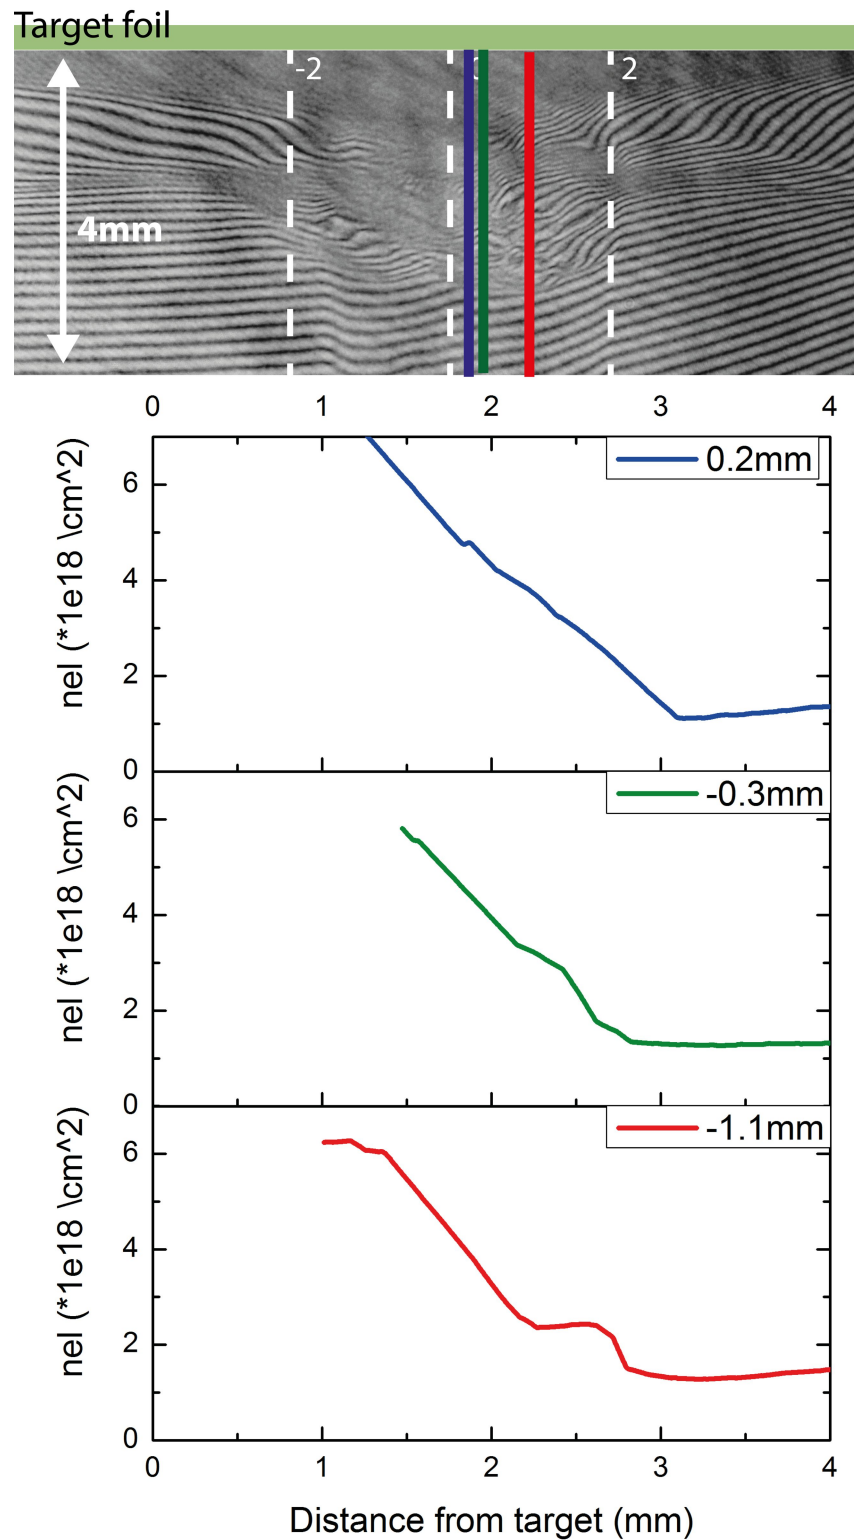 Target foil
-2
2
4mm
0 1 2 3 4
0.2mm
nel (*1e18 \cm^2)
6
4
2
0
-0.3mm
nel (*1e18 \cm^2)
6
4
2
0
-1.1mm
nel (*1e18 \cm^2)
6
4
2
0
0 1 2 3 4
Distance from target (mm)